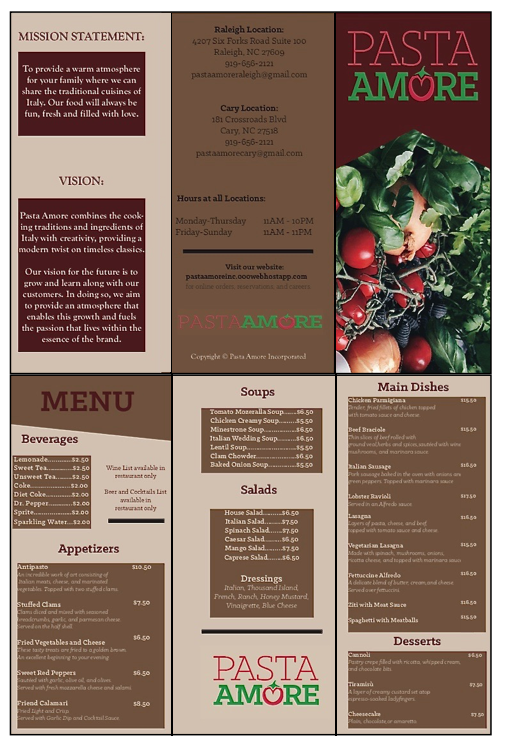 MISSION STATEMENT:
To provide a warm atmosphere
for your family where we can
share the traditional cuisines of
Italy. Our food will always be
fun, fresh and filled with love.
VISION:
Pasta Amore combines the cook-
ing traditions and ingredients of
Italy with creativity, providing a
modern twist on timeless classics.
Our vision for the future is to
grow and learn along with our
customers. In doing so, we aim
to provide an atmosphere that
enables this growth and fuels
the passion that lives within the
essence of the brand.
Raleigh Location:
4207 Six Forks Road Suite 100
Raleigh, NC 27609
919-656-2121
pastaamoreraleigh@gmail.com
Cary Location:
181 Crossroads Blvd
Cary, NC 27518
919-656-2121
pastaamorecary@gmail.com
Hours at all Locations:
Monday-Thursday 11AM - 10PM
Friday-Sunday 11AM - 11PM
Visit our website:
pastaamoreinc.000webhostapp.com
for online orders, reservations, and careers
PASTAAMORE
Copyright © Pasta Amore Incorporated
PASTA
AMORE
MENU
Beverages
Lemonade............$2.50
Sweet Tea...........$2.50
Unsweet Tea.......$2.50
Coke...................$2.00
Diet Coke............$2.00
Dr. Pepper..........$2.00
Sprite.................$2.00
Sparkling Water...$2.00
Wine List available in
restaurant only
Beer and Cocktails List
available in
restaurant only
Appetizers
Antipasto $10.50
An incredible work of art consisting of
Italian meats, cheese, and marinated
vegetables. Topped with two stuffed clams.
Stuffed Clams $7.50
Clams diced and mixed with seasoned
breadcrumbs, garlic, and parmesan cheese.
Served on the half shell
Fried Vegetables and Cheese $6.50
These tasty treats are fried to a golden brown.
An excellent beginning to your evening
Sweet Red Peppers $6.50
Sauteed with garlic, olive oil, and olives
Served with fresh mozzarella cheese and salami
Friend Calamari $8.50
Fried Light and Crisp
Served with Garlic Dip and Cocktail Sauce
Soups
Tomato Mozeralla Soup......$6.50
Chicken Creamy Soup.......$5.50
Minestrone Soup..............$6.50
Italian Wedding Soup.......$6.50
Lentil Soup......................$5.50
Clam Chowder.................$6.50
Baked Onion Soup............$5.50
Salads
House Salad........$6.50
Italian Salad........$7.50
Spinach Salad.....$7.50
Caesar Salad.......$6.50
Mango Salad.......$7.50
Caprese Salad.....$6.50
Dressings
Italian, Thousand Island,
French, Ranch, Honey Mustard,
Vinaigrette, Blue Cheese
PASTA
AMORE
Main Dishes
Chicken Parmigiana $15.50
Tender, fried fillets of chicken topped
with tomato sauce and cheese.
Beef Braciole $15.50
Thin slices of beef rolled with
mushrooms, and marinara sauce.
Italian Sausage $16.50
Pork sausage baked in the oven with onions and
green peppers. Topped with marinara sauce
Lobster Ravioli $17.50
Served in an Alfredo sauce.
Lasagna $16.50
Layers of pasta, cheese, and beef
topped with tomato sauce and cheese.
Vegetarian Lasagna $15.50
Made with spinach, mushrooms, onions,
ricotta cheese, and topped with marinara sauce
Fettuccine Alfredo $16.50
A delicate blend of butter, cream and cheese
Served over fettuccini.
Ziti with Meat Sauce $16.50
Spaghetti with Meatballs $15.50
Desserts
Cannoli $6.50
Pastry crepe filled with ricotta, whipped cream,
and chocolate bits.
Tiramisù $7.50
A layer of creamy custard set atop
espresso-soaked ladyfingers.
Cheesecake $7.50
Plain, chocolate or amaretto.